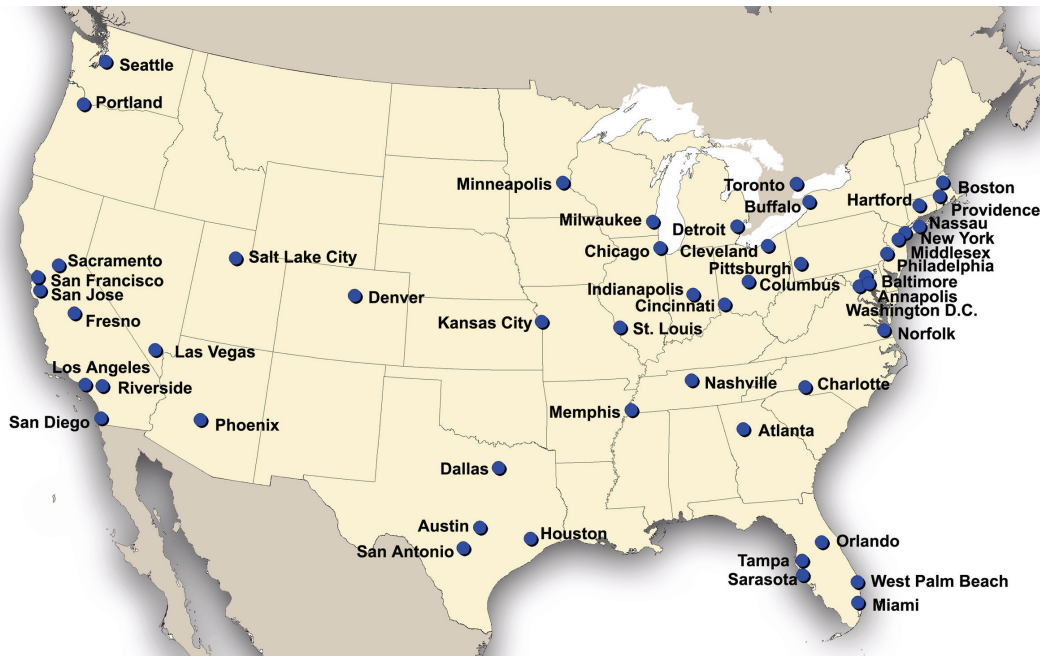 Seattle
Portland
Minneapolis
Toronto
Boston
Buffalo
Hartford
Providence
Milwaukee
Detroit
Nassau
New York
Chicago
Cleveland
Middlesex
Salt Lake City
Sacramento
Pittsburgh
Philadelphia
San Francisco
Columbus
Baltimore
Indianapolis
San Jose
Denver
Annapolis
Cincinnati
Washington D.C.
Fresno
Kansas City
St. Louis
Norfolk
Las Vegas
Los Angeles
Riverside
Nashville
Charlotte
Memphis
San Diego
Phoenix
Atlanta
Dallas
Austin
Houston
Orlando
San Antonio
Tampa
Sarasota
West Palm Beach
Miami